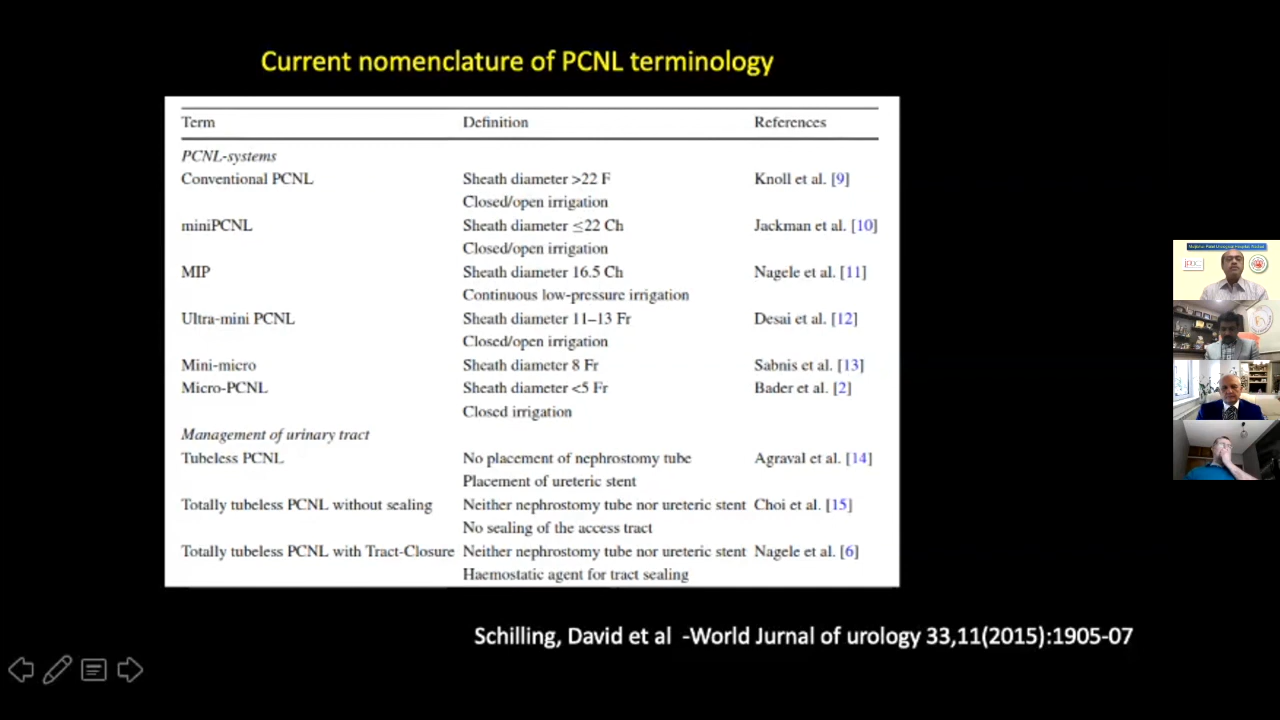 Current nomenclature of PCNL terminology
Term Definition References
PCNL-systems
Conventional PCNL Sheath diameter >22 F Knoll et al. [9]
Closed/open irrigation
miniPCNL Sheath diameter ≤22 Ch Jackman et al. [10]
Closed/open irrigation
MIP Sheath diameter 16.5 Ch Nagele et al. [11]
Continuous low-pressure irrigation
Ultra-mini PCNL Sheath diameter 11–13 Fr Desai et al. [12]
Closed/open irrigation
Mini-micro Sheath diameter 8 Fr Sabnis et al. [13]
Micro-PCNL Sheath diameter <5 Fr Bader et al. [2]
Closed irrigation
Management of urinary tract
Tubeless PCNL No placement of nephrostomy tube Agraval et al. [14]
Placement of ureteric stent
Totally tubeless PCNL without sealing Neither nephrostomy tube nor ureteric stent Choi et al. [15]
No sealing of the access tract
Totally tubeless PCNL with Tract-Closure Neither nephrostomy tube nor ureteric stent Nagele et al. [6]
Haemostatic agent for tract sealing
Schilling, David et al -World Jurnal of urology 33,11(2015):1905-07